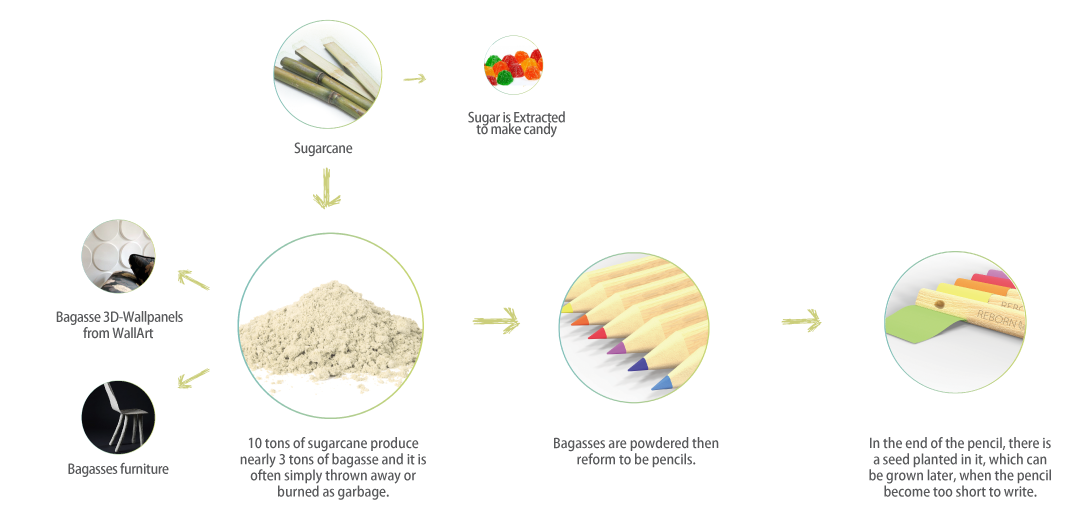 Sugar is Extracted
to make candy
Sugarcane
Bagasse 3D-Wallpanels
from WallArt
Bagasses furniture
10 tons of sugarcane produce
nearly 3 tons of bagasse and it is
often simply thrown away or
burned as garbage.
Bagasses are powdered then
reform to be pencils.
REBORN
In the end of the pencil, there is
a seed planted in it, which can
be grown later, when the pencil
become too short to write.